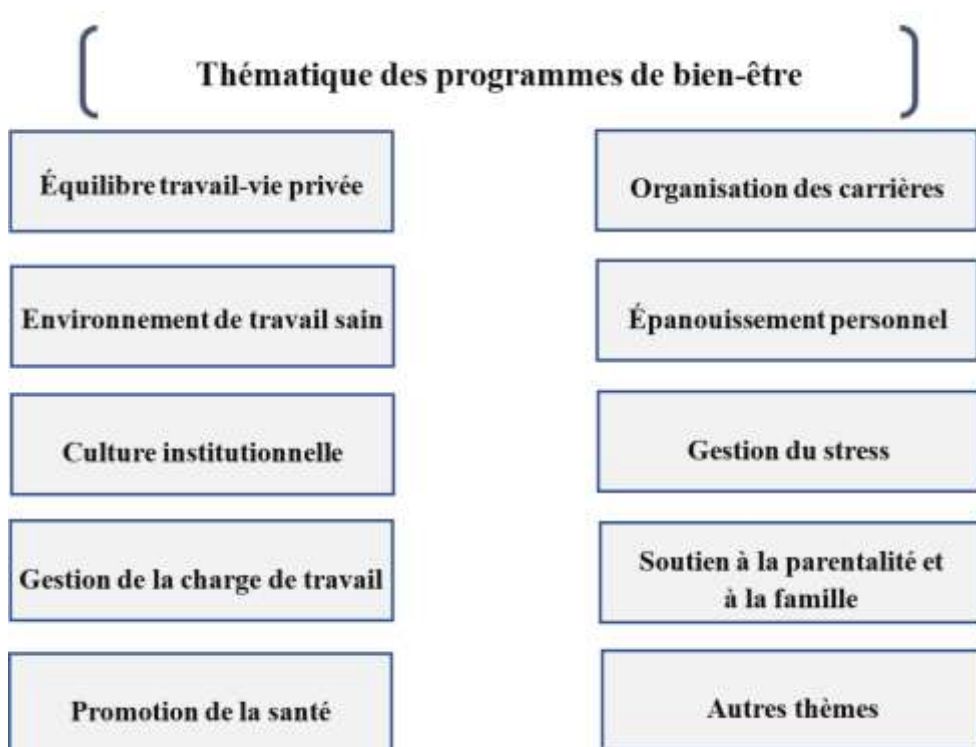 Thématique des programmes de bien-être
Équilibre travail-vie privée
Organisation des carrières
Environnement de travail sain
Épanouissement personnel
Culture institutionnelle
Gestion du stress
Gestion de la charge de travail
Soutien à la parentalité et
à la famille
Promotion de la santé
Autres thèmes